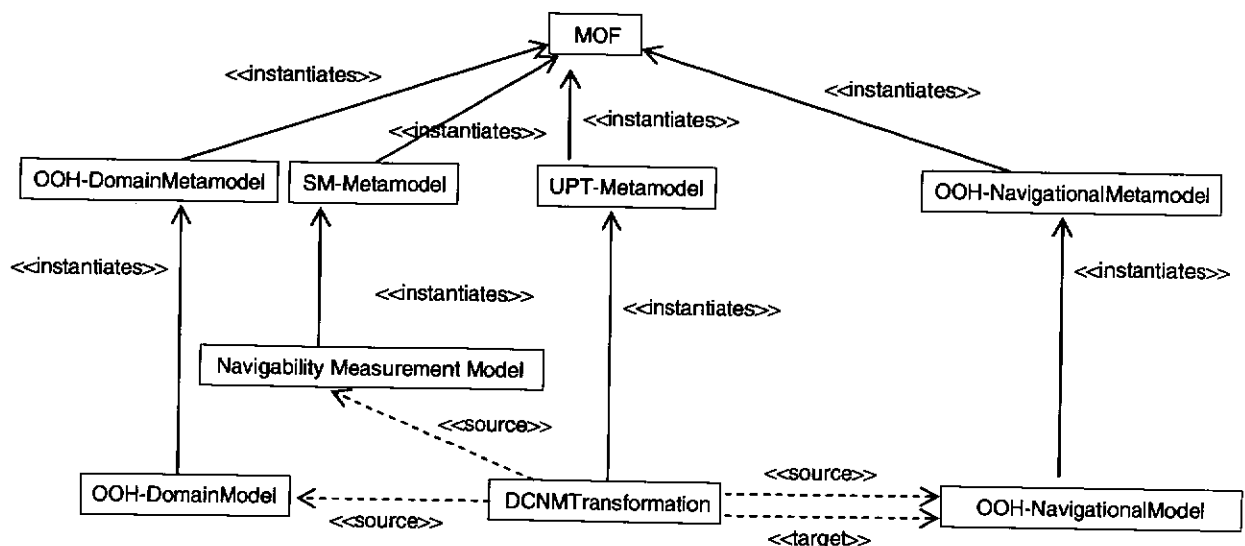 MOF
<<instantiates>>
<<instantiates>>
<<instantiates>>
<<instantiates>>
OOH-DomainMetamodel
SM-Metamodel
UPT-Metamodel
OOH-NavigationalMetamodel
<<instantiates>>
<<instantiates>>
<<instantiates>>
<<instantiates>>
Navigability Measurement Model
<<source>>
<<source>>
OOH-DomainModel
DCNMTransformation
OOH-NavigationalModel
<<source>>
<<target>>